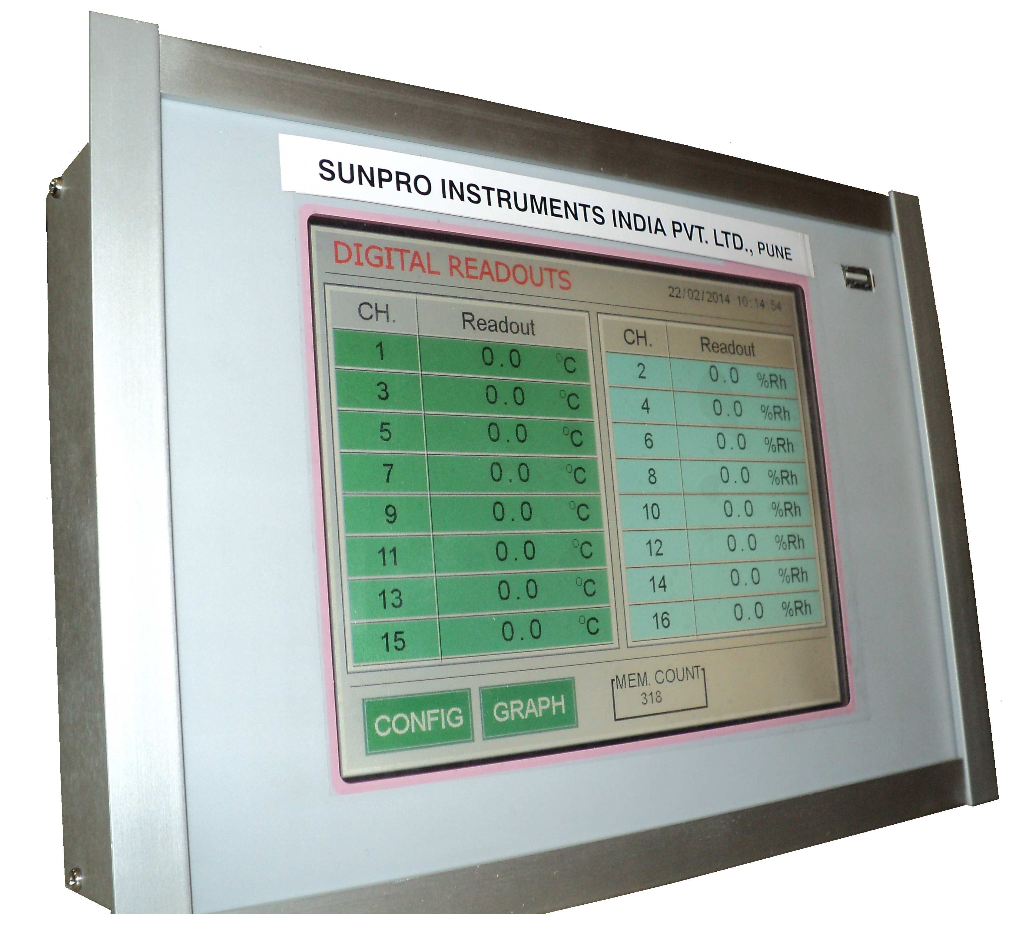 SUNPRO INSTRUMENTS INDIA PVT. LTD., PUNE
DIGITAL READOUTS
22/02/2014 10:14:54
CH. Readout
1 0.0 °C
3 0.0 °C
5 0.0 °C
7 0.0 °C
9 0.0 °C
11 0.0 °C
13 0.0 °C
15 0.0 °C
CH. Readout
2 0.0 %Rh
4 0.0 %Rh
6 0.0 %Rh
8 0.0 %Rh
10 0.0 %Rh
12 0.0 %Rh
14 0.0 %Rh
16 0.0 %Rh
CONFIG
GRAPH
MEM. COUNT
318